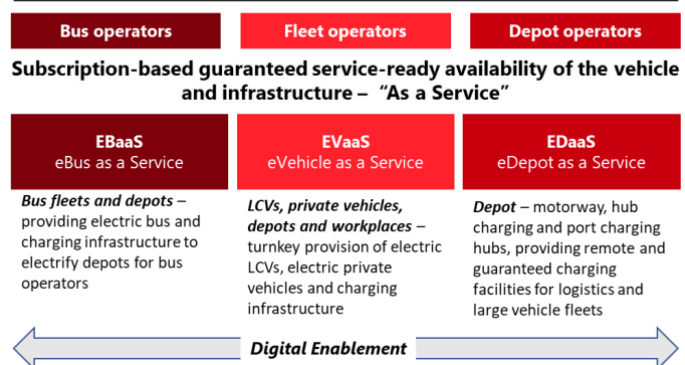 Bus operators
Fleet operators
Depot operators
Subscription-based guaranteed service-ready availability of the vehicle
and infrastructure – “As a Service”
EBaaS
eBus as a Service
Bus fleets and depots –
providing electric bus and
charging infrastructure to
electrify depots for bus
operators
EVaaS
eVehicle as a Service
LCVs, private vehicles,
depots and workplaces –
turnkey provision of electric
LCVs, electric private
vehicles and charging
infrastructure
EDaaS
eDepot as a Service
Depot – motorway, hub
charging and port charging
hubs, providing remote and
guaranteed charging
facilities for logistics and
large vehicle fleets
Digital Enablement